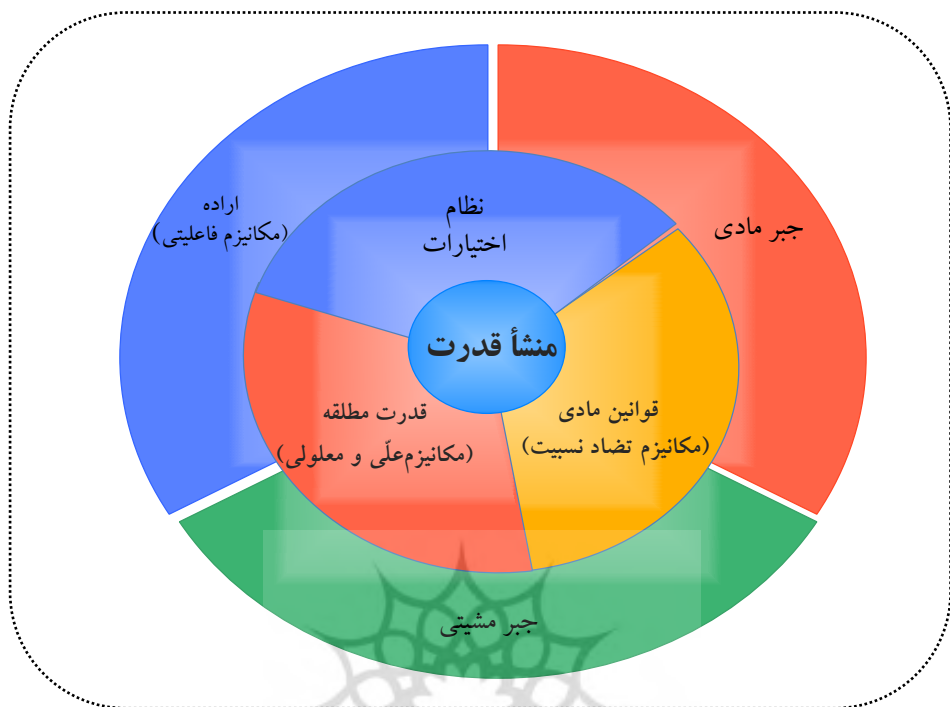 نظام
اختیارات
اراده
(مکانیزم فاعلیتی)
جبر مادی
منشأ قدرت
قوانین مادی
(مکانیزم تضاد نسبیت)
قدرت مطلقه
(مکانیزم علّی و معلولی)
جبر مشیتی